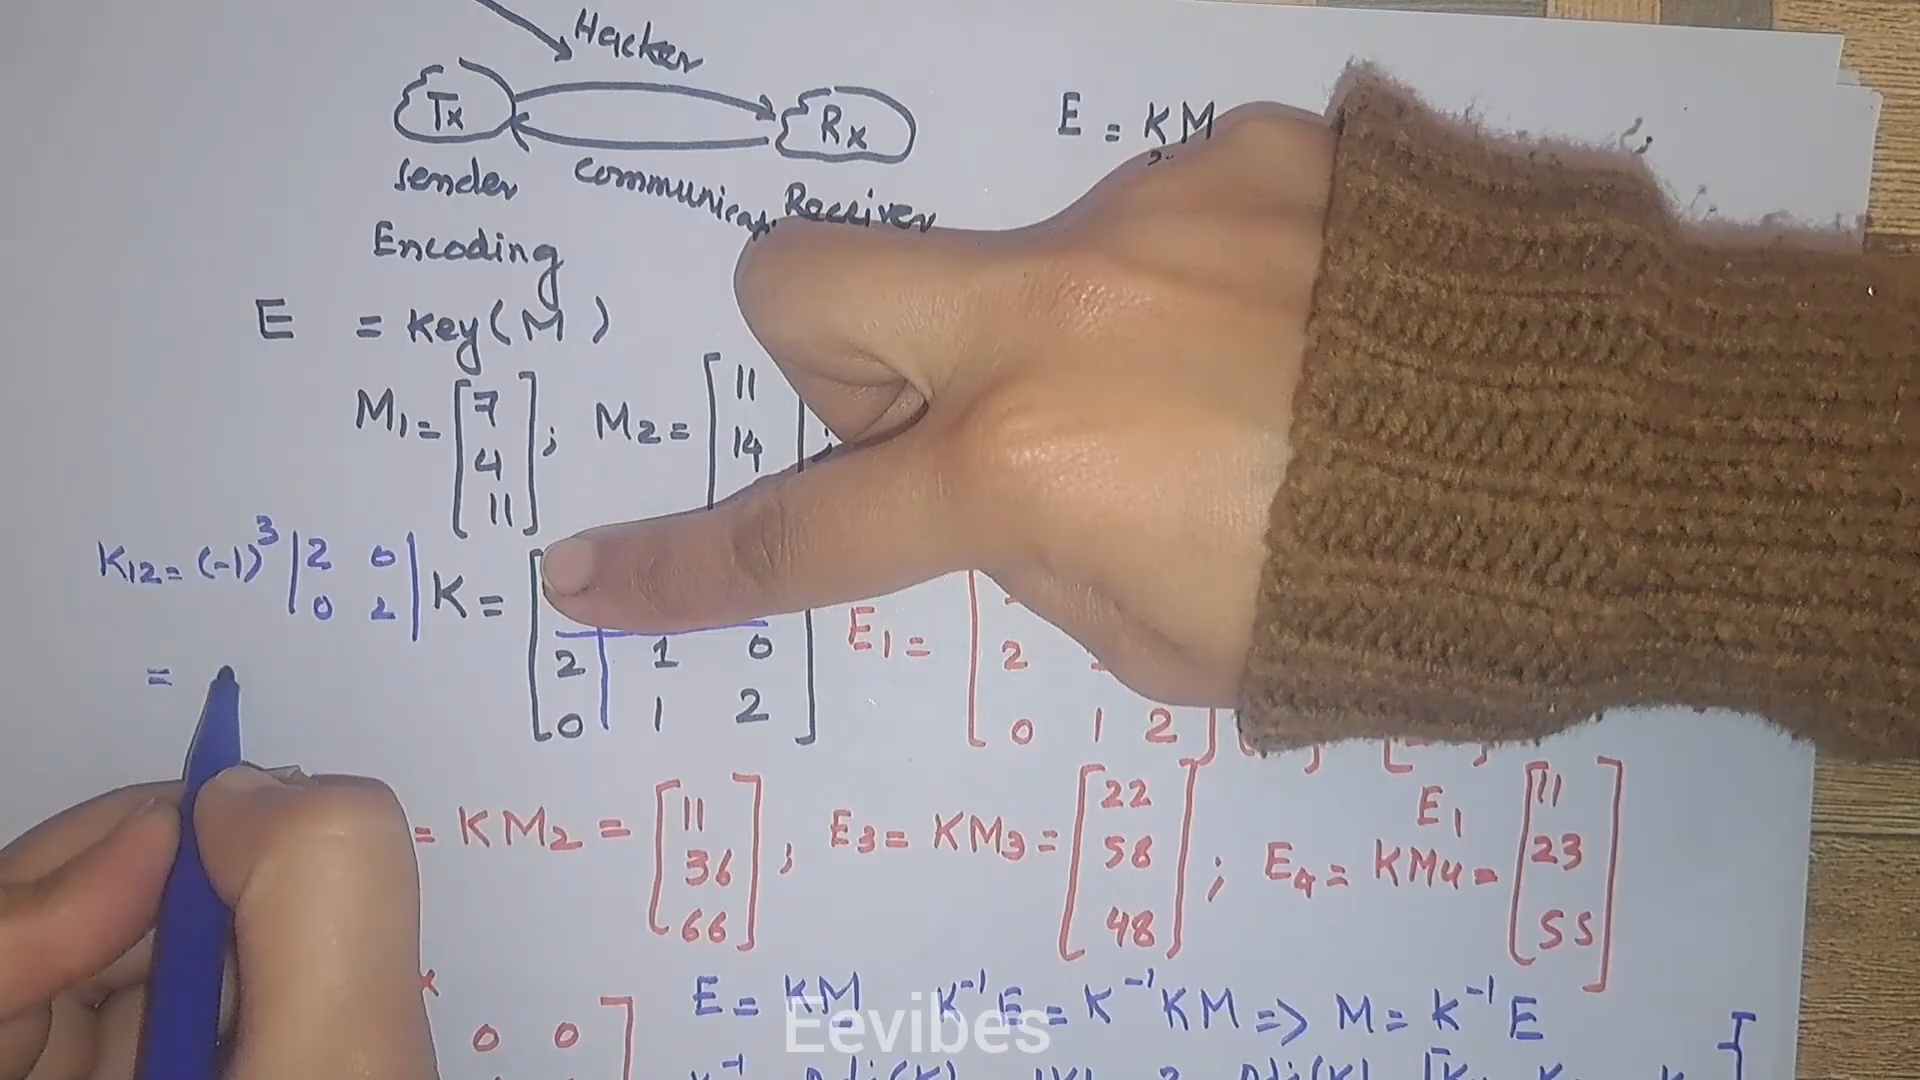 Hacker
Tx Rx
sender communica. Receiver
E = KM
Encoding
E = Key(M)
M1 = [7 4 11] ; M2 = [11 14
K12 = (-1)^3 |2 0 0 2|
=
K = [
2 1 0
0 1 2 ]
E1 = [
2
0 1 2 ]
= KM2 = [11 36 66] ; E3 = KM3 = [22 58 48] ; E4 = KM4 = [11 23 55]
E1
x
0 0 ]
E = KM K^-1 E = K^-1 KM => M = K^-1 E
Eevibes